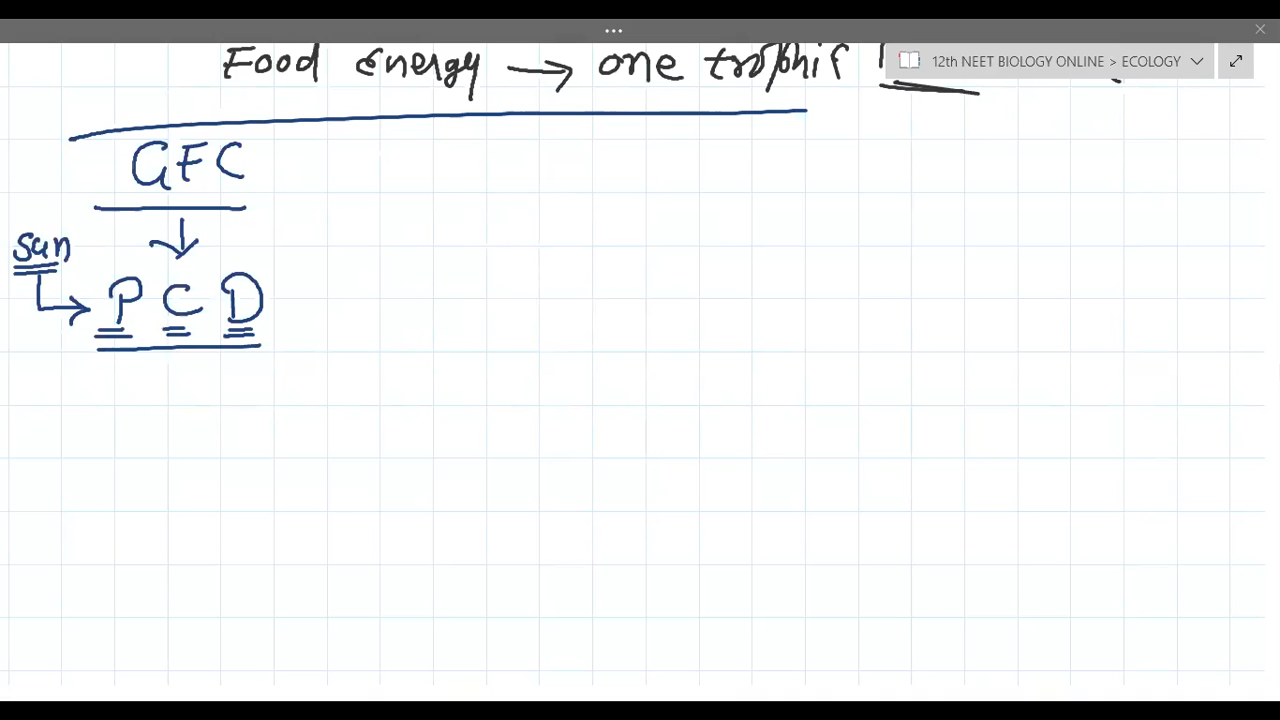 Food energy → one trophic
12th NEET BIOLOGY ONLINE > ECOLOGY
GFC
↓
sun
P C D